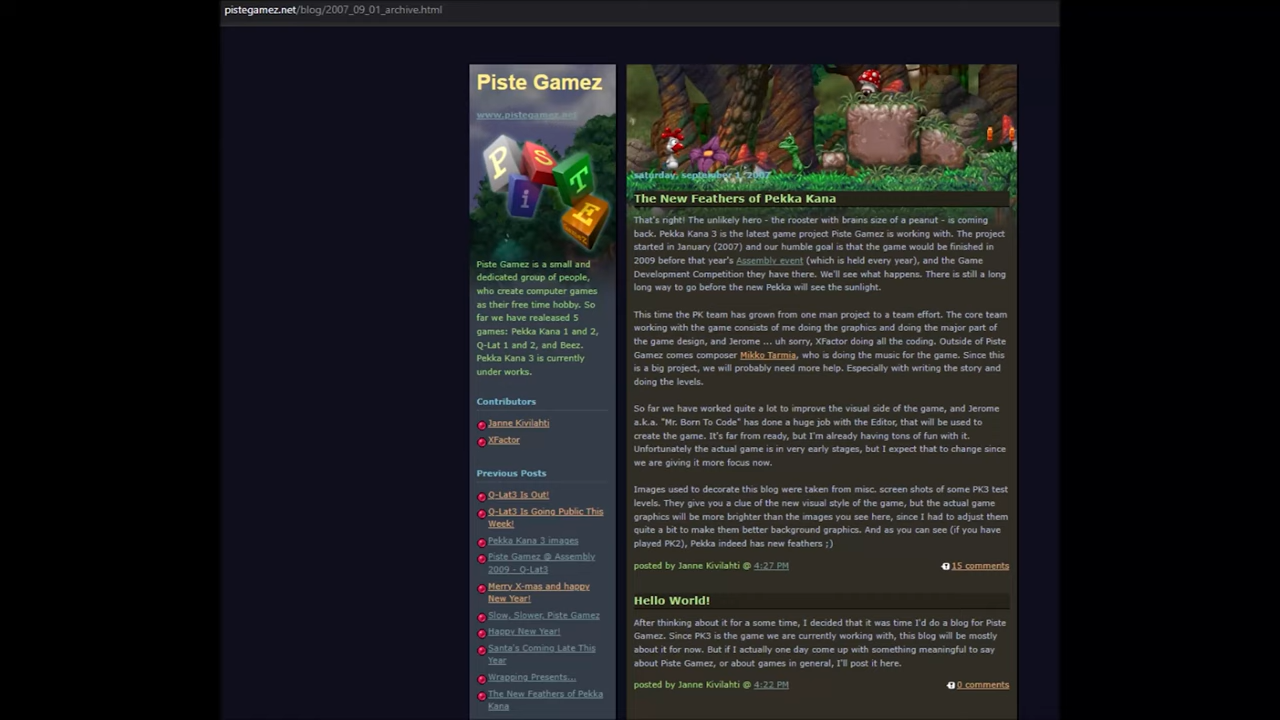 pistegamez.net/blog/2007_09_01_archive.html
Piste Gamez
www.pistegamez.net
P
i
S
T
E
Piste Gamez is a small and
dedicated group of people,
who create computer games
as their free time hobby. So
far we have realeased 5
games: Pekka Kana 1 and 2,
Q-Lat 1 and 2, and Beez.
Pekka Kana 3 is currently
under works.
Contributors
Janne Kivilahti
XFactor
Previous Posts
Q-Lat3 Is Out!
Q-Lat3 Is Going Public This
Week!
Pekka Kana 3 images
Piste Gamez @ Assembly
2009 - Q-Lat3
Merry X-mas and happy
New Year!
Slow, Slower, Piste Gamez
Happy New Year!
Santa's Coming Late This
Year
Wrapping Presents...
The New Feathers of Pekka
Kana
saturday, september 1, 2007
The New Feathers of Pekka Kana
That's right! The unlikely hero - the rooster with brains size of a peanut - is coming
back. Pekka Kana 3 is the latest game project Piste Gamez is working with. The project
started in January (2007) and our humble goal is that the game would be finished in
2009 before that year's Assembly event (which is held every year), and the Game
Development Competition they have there. We'll see what happens. There is still a long
long way to go before the new Pekka will see the sunlight.
This time the PK team has grown from one man project to a team effort. The core team
working with the game consists of me doing the graphics and doing the major part of
the game design, and Jerome ... uh sorry, XFactor doing all the coding. Outside of Piste
Gamez comes composer Mikko Tarmia, who is doing the music for the game. Since this
is a big project, we will probably need more help. Especially with writing the story and
doing the levels.
So far we have worked quite a lot to improve the visual side of the game, and Jerome
a.k.a. "Mr. Born To Code" has done a huge job with the Editor, that will be used to
create the game. It's far from ready, but I'm already having tons of fun with it.
Unfortunately the actual game is in very early stages, but I expect that to change since
we are giving it more focus now.
Images used to decorate this blog were taken from misc. screen shots of some PK3 test
levels. They give you a clue of the new visual style of the game, but the actual game
graphics will be more brighter than the images you see here, since I had to adjust them
quite a bit to make them better background graphics. And as you can see (if you have
played PK2), Pekka indeed has new feathers ;)
posted by Janne Kivilahti @ 4:27 PM
15 comments
Hello World!
After thinking about it for a some time, I decided that it was time I'd do a blog for Piste
Gamez. Since PK3 is the game we are currently working with, this blog will be mostly
about it for now. But if I actually one day come up with something meaningful to say
about Piste Gamez, or about games in general, I'll post it here.
posted by Janne Kivilahti @ 4:22 PM
0 comments